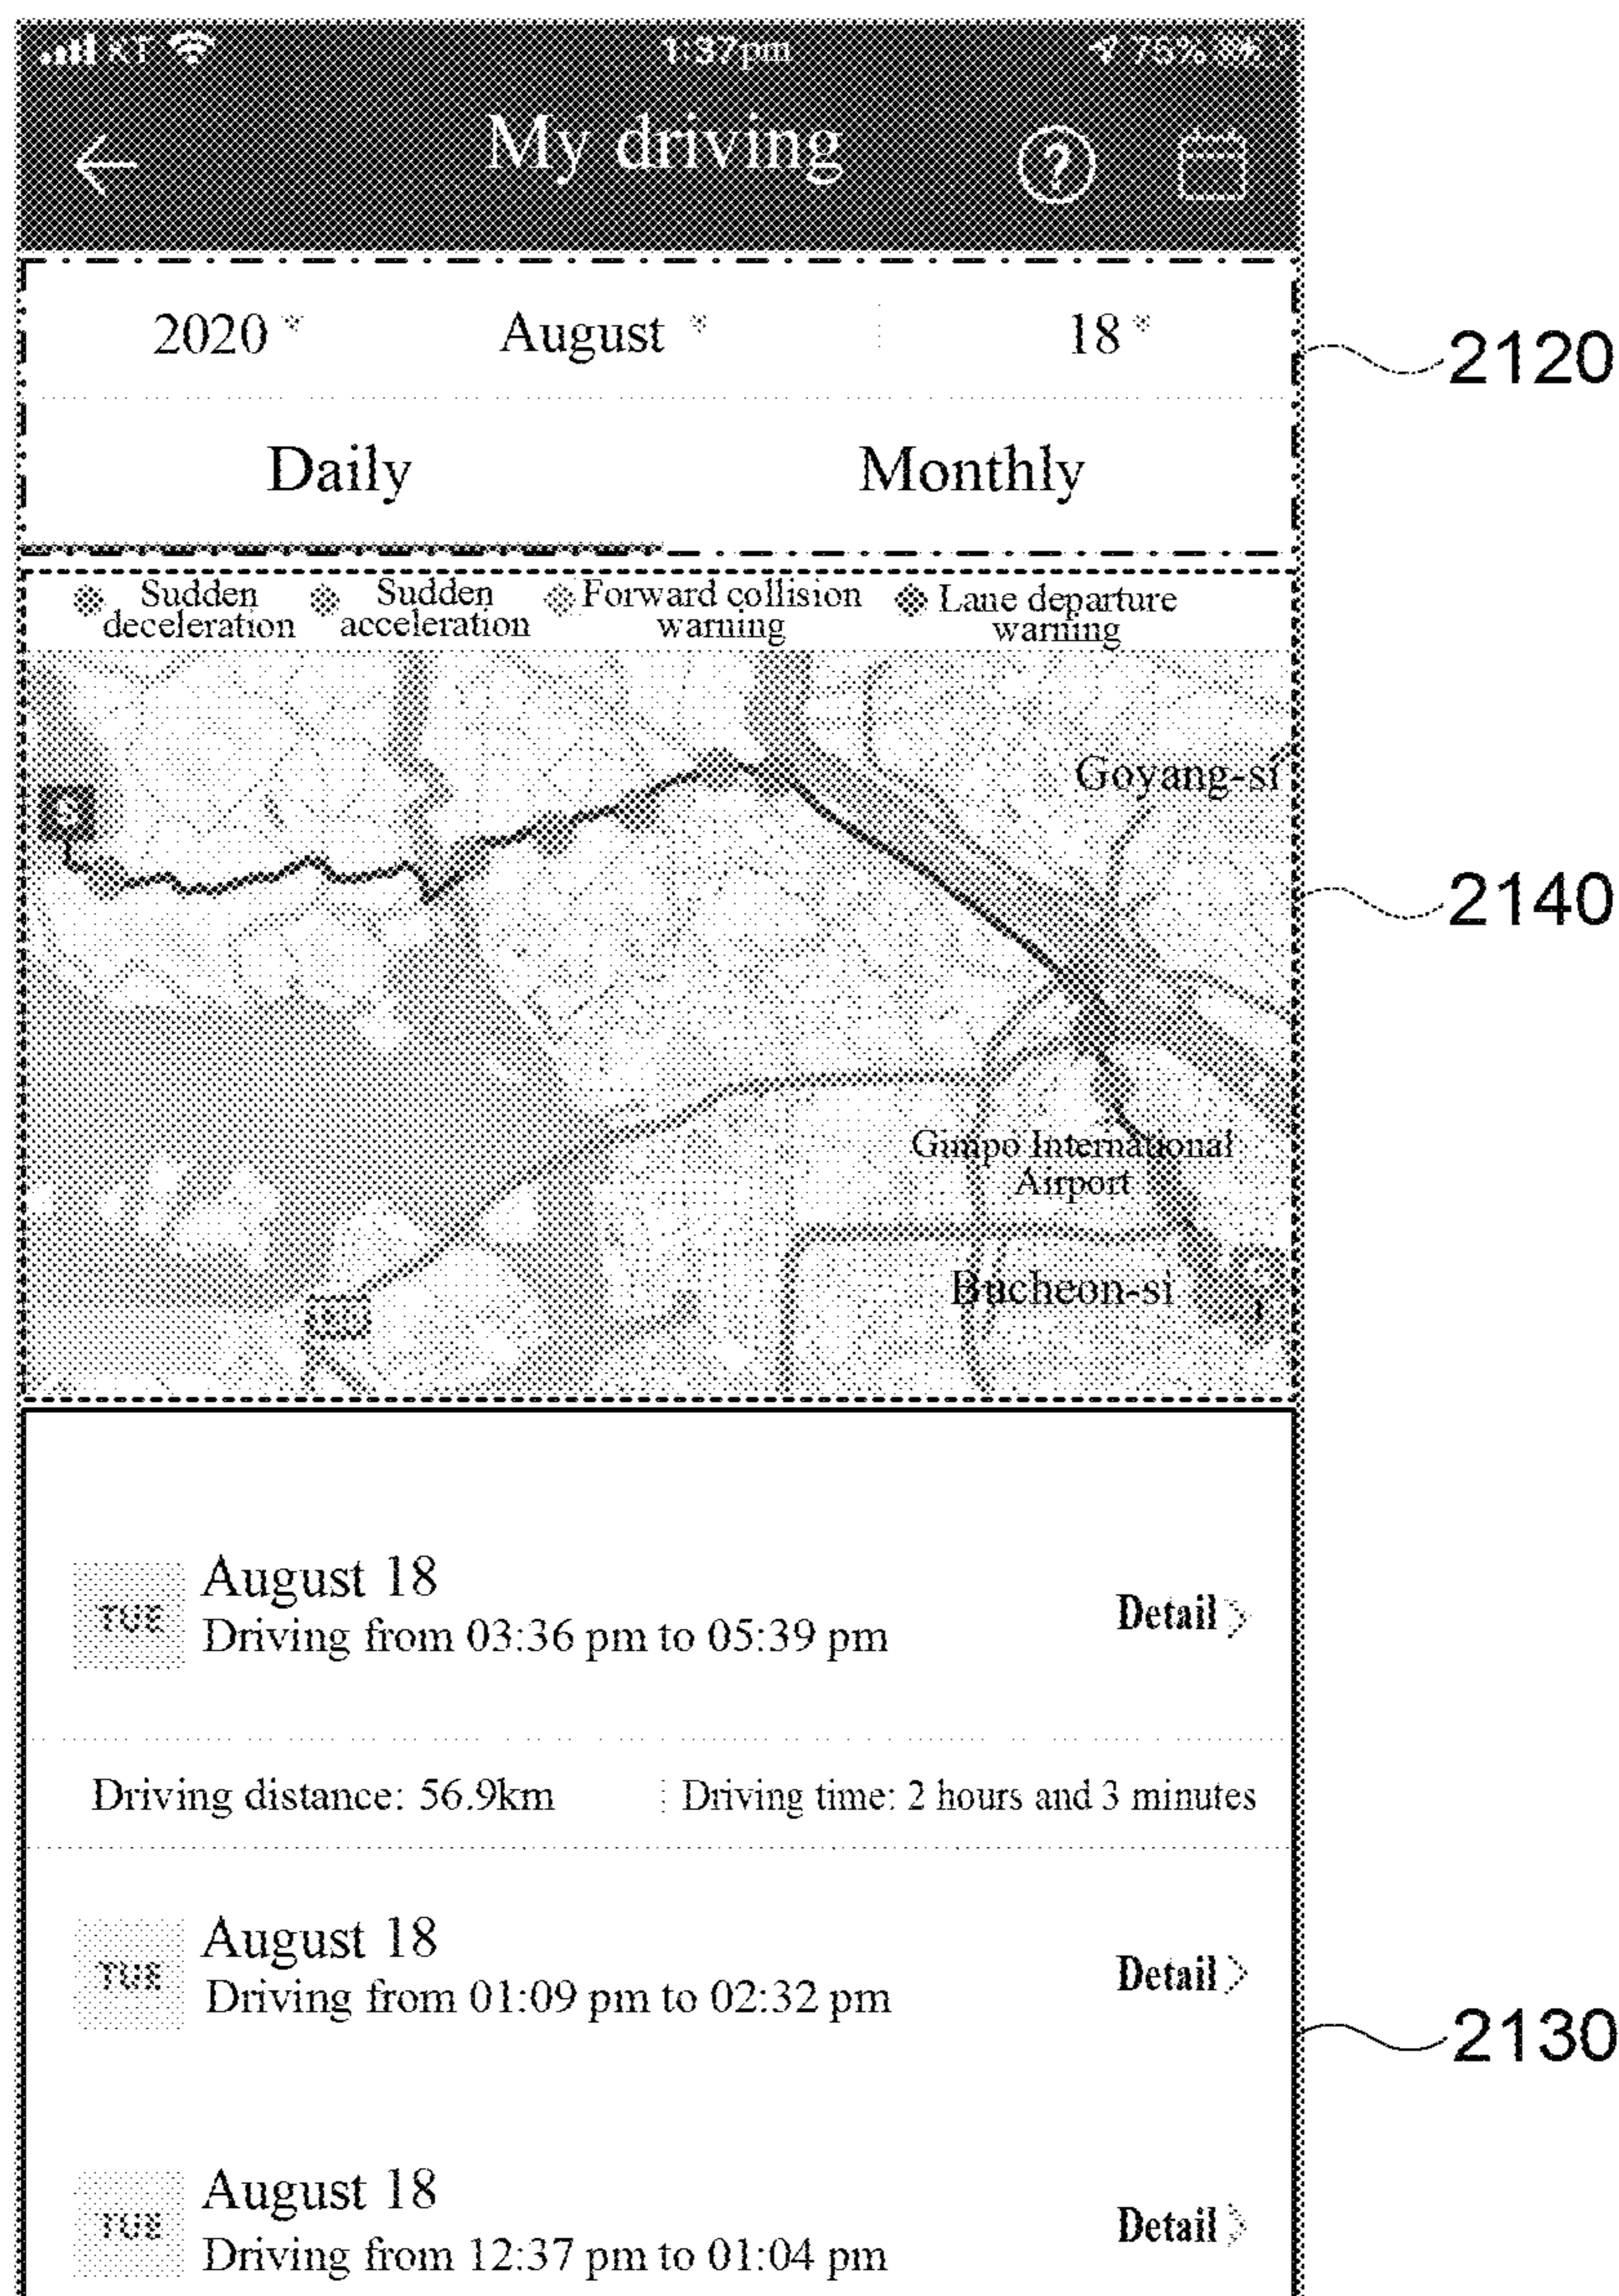 KT 1:37pm 75%
My driving
2020 August 18
2120
Daily Monthly
Sudden deceleration
Sudden acceleration
Forward collision warning
Lane departure warning
Goyang-si
2140
Gimpo International
Airport
Bucheon-si
TUE
August 18
Driving from 03:36 pm to 05:39 pm
Detail
Driving distance: 56.9km
Driving time: 2 hours and 3 minutes
TUE
August 18
Driving from 01:09 pm to 02:32 pm
Detail
2130
TUE
August 18
Driving from 12:37 pm to 01:04 pm
Detail